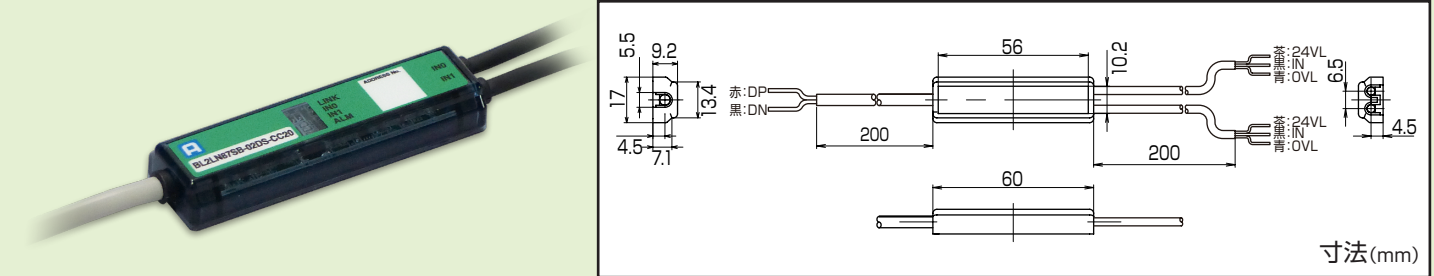 ADDRESS No.
IN0
IN1
LINK
IN0
IN1
ALM
BL2LN87SB-02DS-CC20
5.5
9.2
17
13.4
4.5
7.1
赤:DP
黒:DN
200
56
10.2
茶:24VL
黒:IN
青:0VL
茶:24VL
黒:IN
青:0VL
200
6.5
4.5
60
寸法(mm)